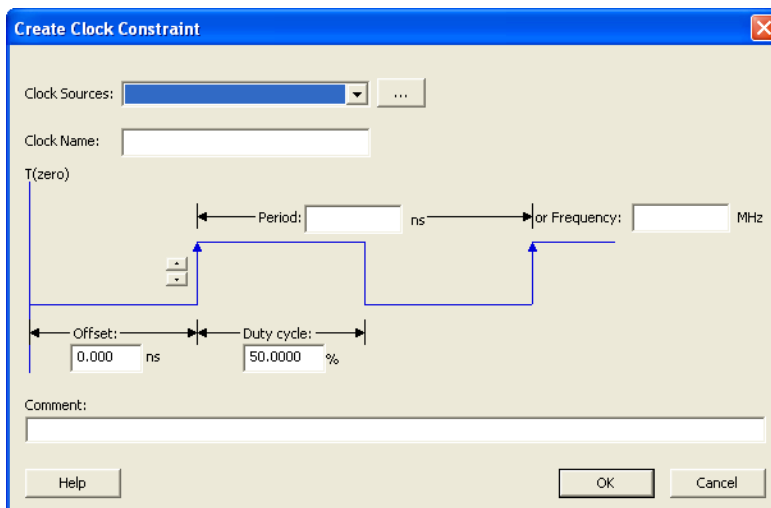 Create Clock Constraint
Clock Sources:
...
Clock Name:
T(zero)
Period: ns or Frequency: MHz
Offset: Duty cycle:
0.000 ns 50.0000 %
Comment:
Help OK Cancel